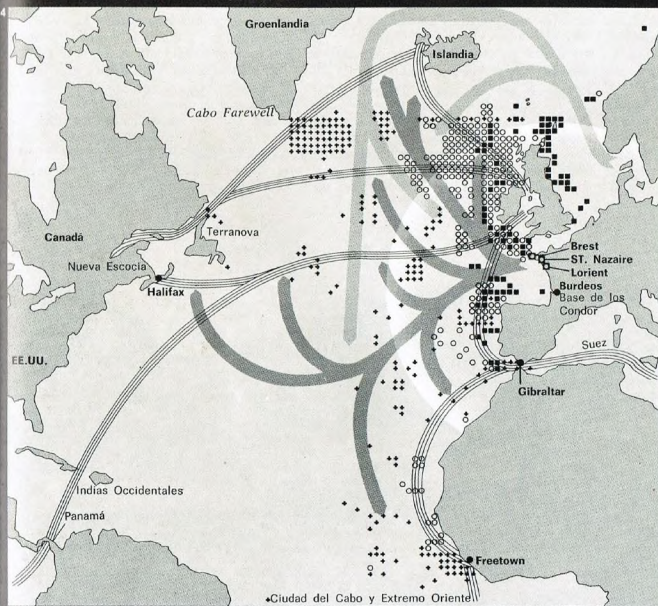 4
Groenlandia
Islandia
Cabo Farewell
Canadá
Terranova
Nueva Escocia
Halifax
Brest
ST. Nazaire
Lorient
Burdeos
Base de los
Condor
EE.UU.
Suez
Gibraltar
Indias Occidentales
Panamá
Freetown
Ciudad del Cabo y Extremo Oriente